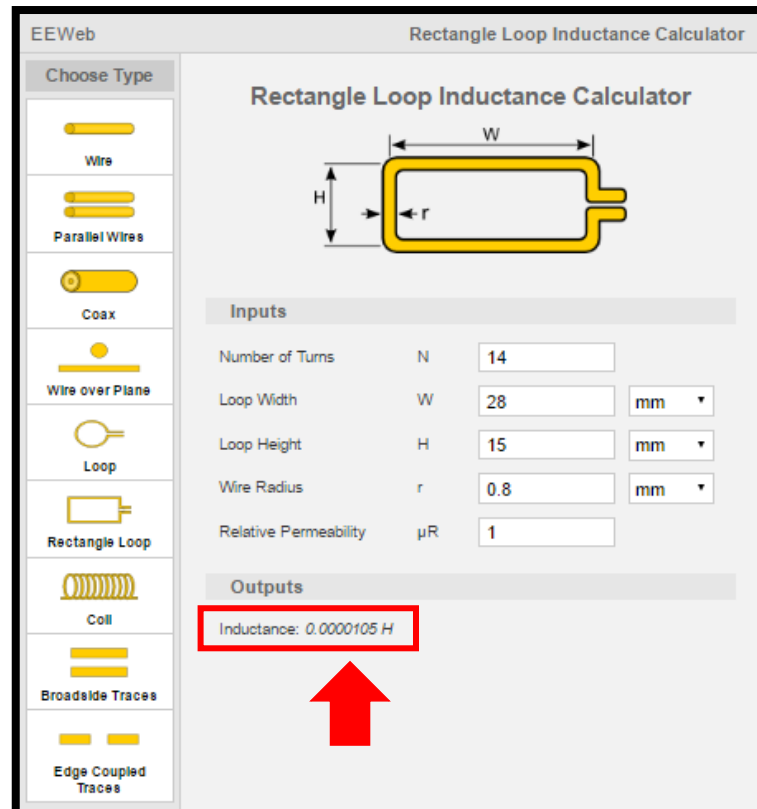 EEWeb
Rectangle Loop Inductance Calculator
Choose Type
Wire
Parallel Wires
Coax
Wire over Plane
Loop
Rectangle Loop
Coil
Broadside Traces
Edge Coupled
Traces
Rectangle Loop Inductance Calculator
W
H
r
Inputs
Number of Turns N 14
Loop Width W 28 mm
Loop Height H 15 mm
Wire Radius r 0.8 mm
Relative Permeability µR 1
Outputs
Inductance: 0.0000105 H